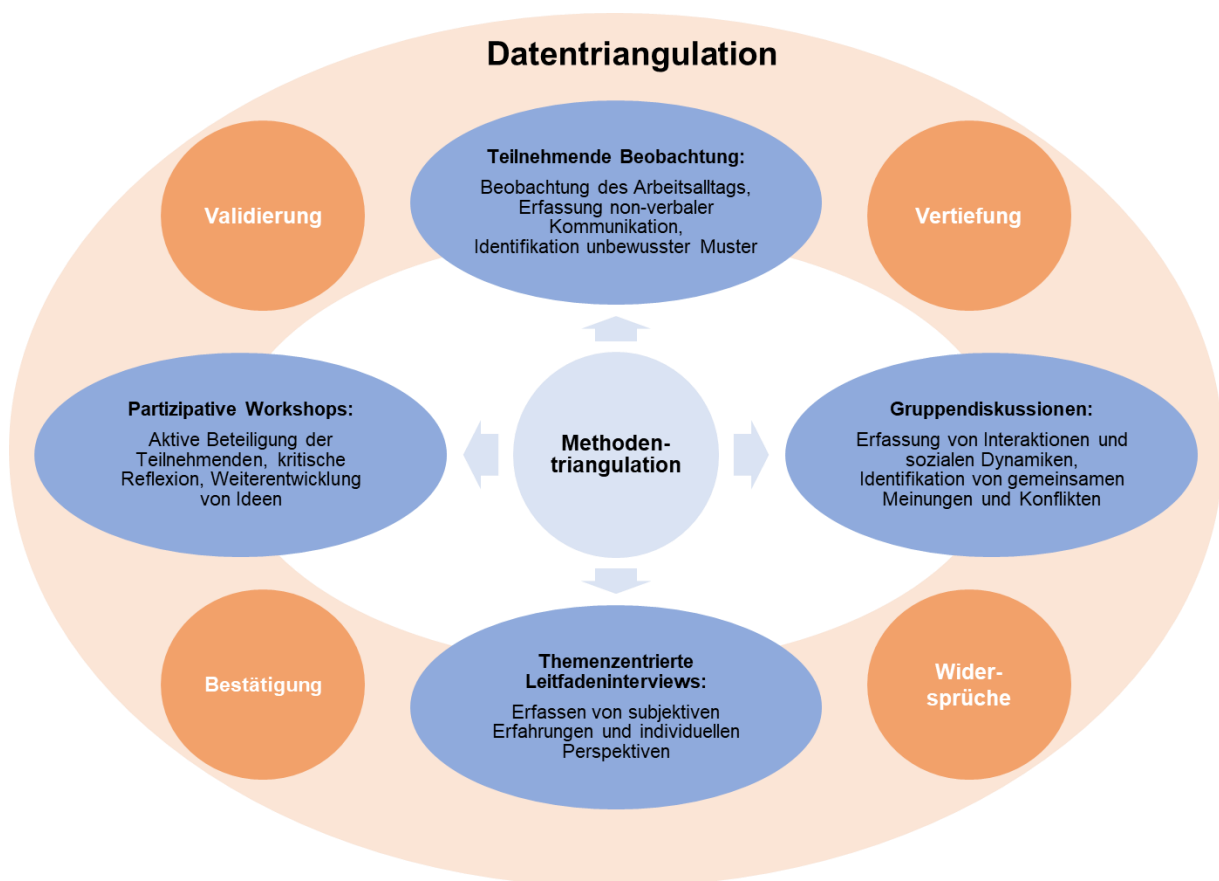 Datentriangulation
Teilnehmende Beobachtung:
Beobachtung des Arbeitsalltags,
Erfassung non-verbaler
Kommunikation,
Identifikation unbewusster Muster
Validierung
Vertiefung
Partizipative Workshops:
Aktive Beteiligung der
Teilnehmenden, kritische
Reflexion, Weiterentwicklung
von Ideen
Methoden-
triangulation
Gruppendiskussionen:
Erfassung von Interaktionen und
sozialen Dynamiken,
Identifikation von gemeinsamen
Meinungen und Konflikten
Bestätigung
Themenzentrierte
Leitfadeninterviews:
Erfassen von subjektiven
Erfahrungen und individuellen
Perspektiven
Wider-
sprüche